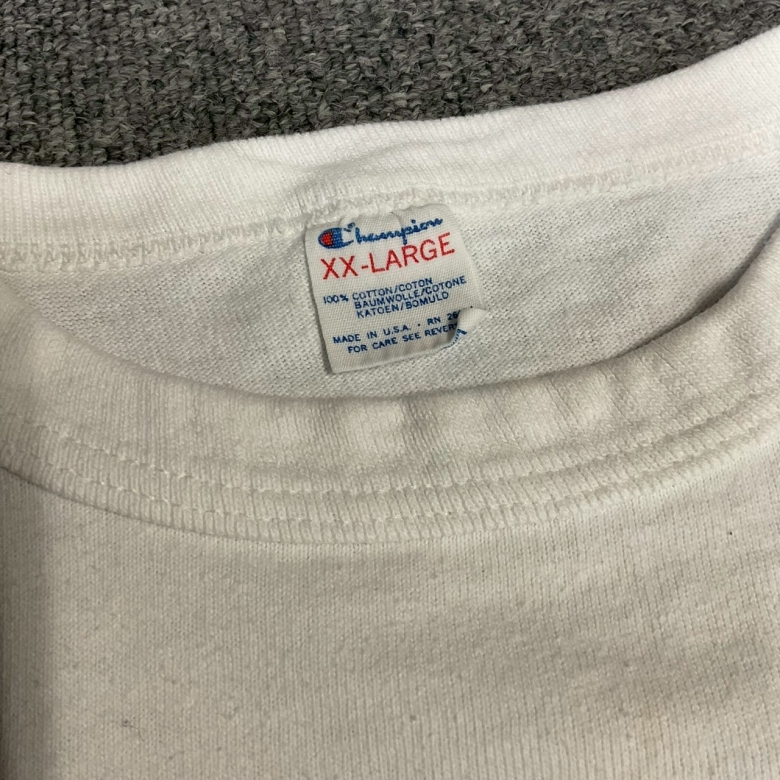 Champion
XX-LARGE
100% COTTON/COTON
BAUMWOLLE/COTONE
KATOEN/BOMULD
MADE IN U.S.A. · RN
FOR CARE SEE